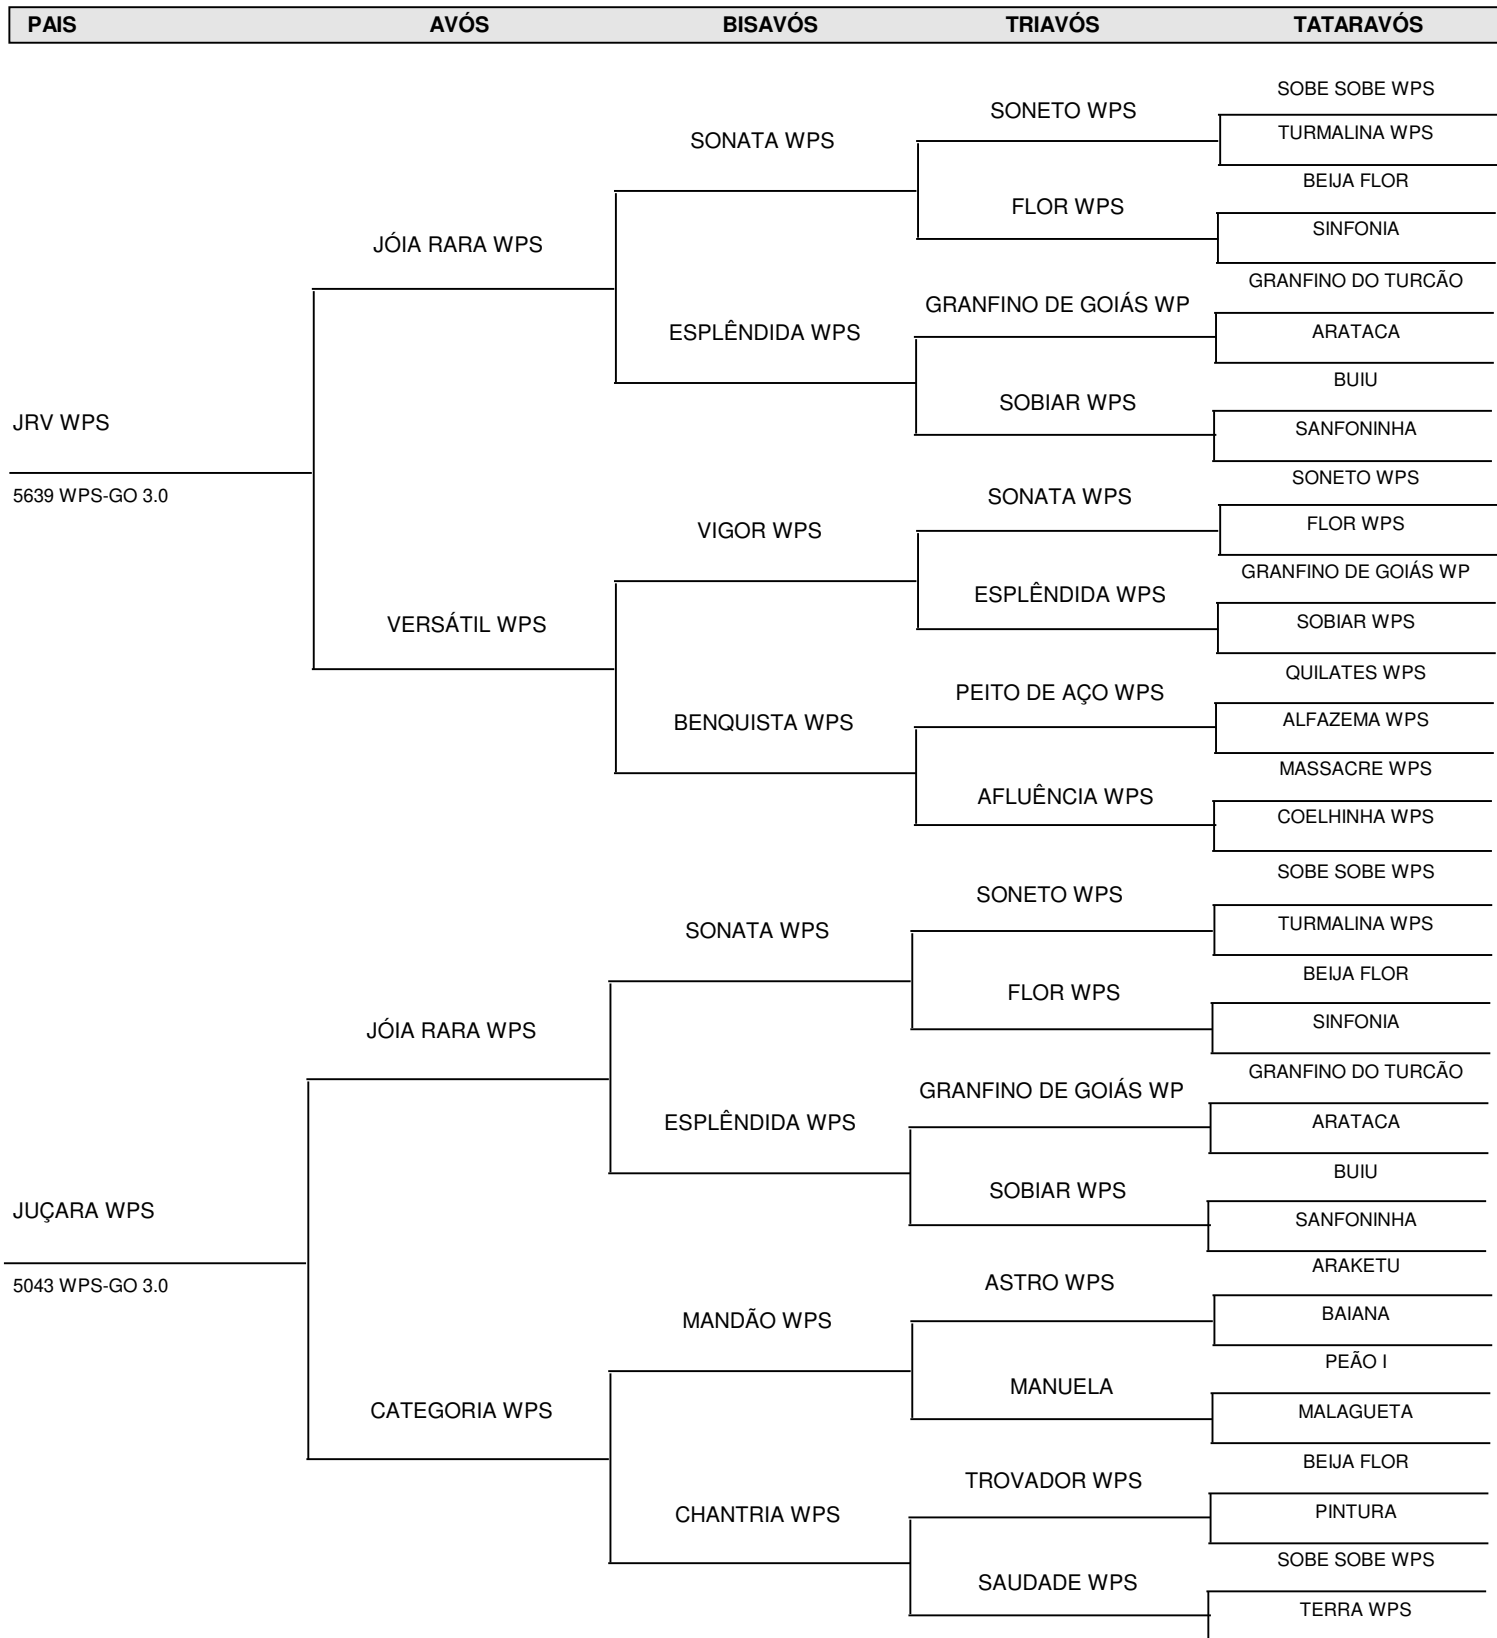 PAIS AVÓS BISAVÓS TRIAVÓS TATARAVÓS
SOBE SOBE WPS
SONETO WPS
TURMALINA WPS
SONATA WPS
BEIJA FLOR
FLOR WPS
SINFONIA
JÓIA RARA WPS
GRANFINO DO TURCÃO
GRANFINO DE GOIÁS WP
ARATACA
ESPLÊNDIDA WPS
BUIU
SOBIAR WPS
SANFONINHA
JRV WPS
5639 WPS-GO 3.0
SONETO WPS
SONATA WPS
FLOR WPS
VIGOR WPS
GRANFINO DE GOIÁS WP
ESPLÊNDIDA WPS
SOBIAR WPS
VERSÁTIL WPS
QUILATES WPS
PEITO DE AÇO WPS
ALFAZEMA WPS
BENQUISTA WPS
MASSACRE WPS
AFLUÊNCIA WPS
COELHINHA WPS
SOBE SOBE WPS
SONETO WPS
TURMALINA WPS
SONATA WPS
BEIJA FLOR
FLOR WPS
SINFONIA
JÓIA RARA WPS
GRANFINO DO TURCÃO
GRANFINO DE GOIÁS WP
ARATACA
ESPLÊNDIDA WPS
BUIU
SOBIAR WPS
SANFONINHA
JUÇARA WPS
5043 WPS-GO 3.0
ARAKETU
ASTRO WPS
BAIANA
MANDÃO WPS
PEÃO I
MANUELA
MALAGUETA
CATEGORIA WPS
BEIJA FLOR
TROVADOR WPS
PINTURA
CHANTRIA WPS
SOBE SOBE WPS
SAUDADE WPS
TERRA WPS